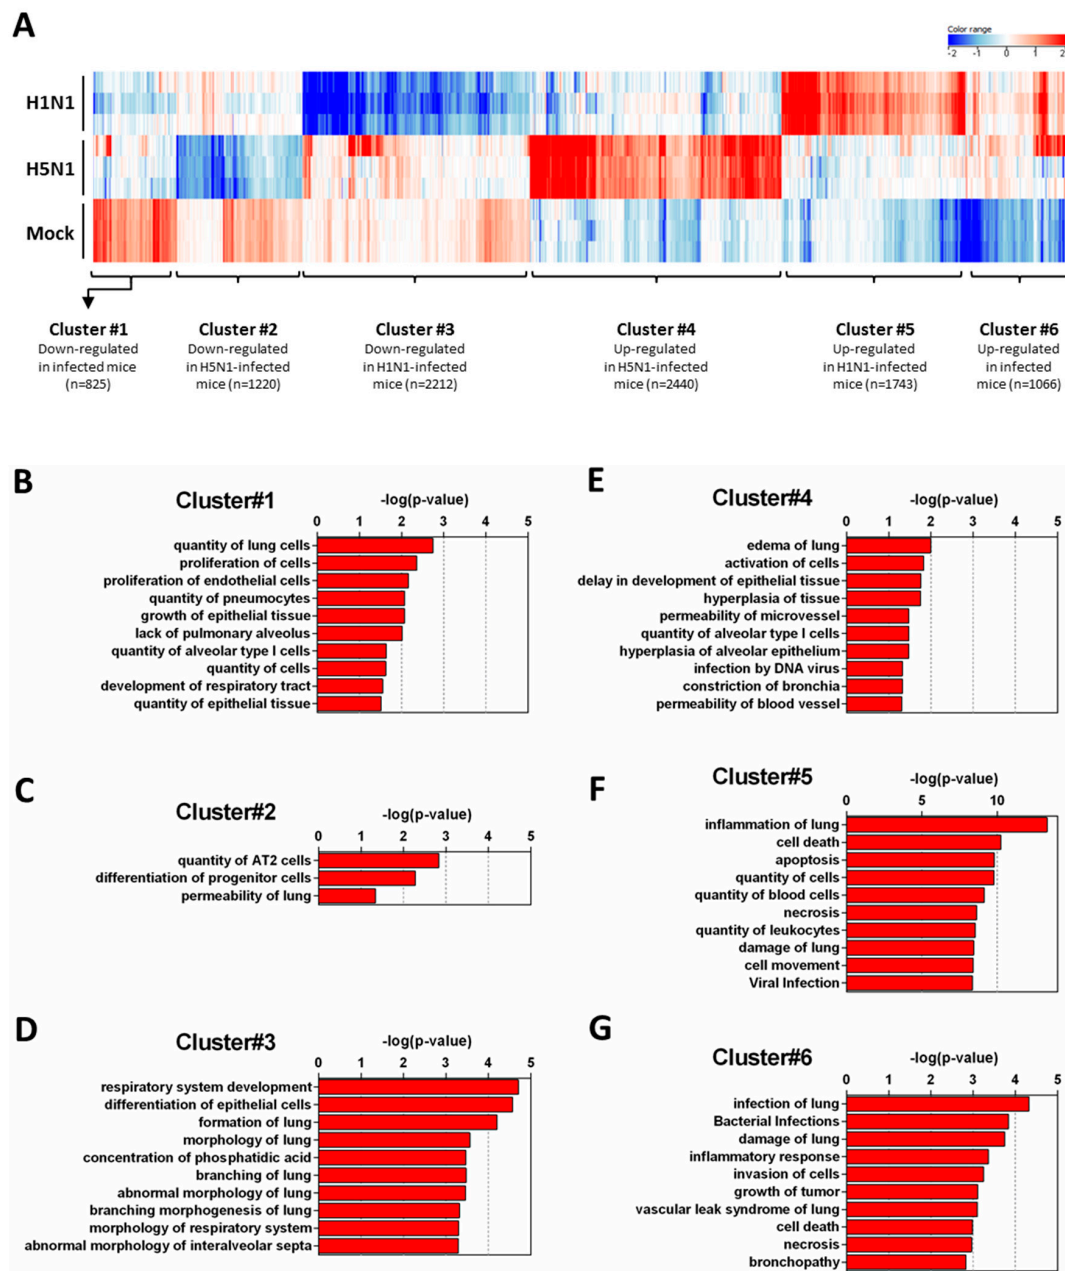 A
Color range
-2 -1 0 1 2
H1N1
H5N1
Mock
Cluster #1
Down-regulated
in infected mice
(n=825)
Cluster #2
Down-regulated
in H5N1-infected
mice (n=1220)
Cluster #3
Down-regulated
in H1N1-infected
mice (n=2212)
Cluster #4
Up-regulated
in H5N1-infected
mice (n=2440)
Cluster #5
Up-regulated
in H1N1-infected
mice (n=1743)
Cluster #6
Up-regulated
in infected
mice (n=1066)
B
Cluster#1
-log(p-value)
0 1 2 3 4 5
quantity of lung cells
proliferation of cells
proliferation of endothelial cells
quantity of pneumocytes
growth of epithelial tissue
lack of pulmonary alveolus
quantity of alveolar type I cells
quantity of cells
development of respiratory tract
quantity of epithelial tissue
C
Cluster#2
-log(p-value)
0 1 2 3 4 5
quantity of AT2 cells
differentiation of progenitor cells
permeability of lung
D
Cluster#3
-log(p-value)
0 1 2 3 4 5
respiratory system development
differentiation of epithelial cells
formation of lung
morphology of lung
concentration of phosphatidic acid
branching of lung
abnormal morphology of lung
branching morphogenesis of lung
morphology of respiratory system
abnormal morphology of interalveolar septa
E
Cluster#4
-log(p-value)
0 1 2 3 4 5
edema of lung
activation of cells
delay in development of epithelial tissue
hyperplasia of tissue
permeability of microvessel
quantity of alveolar type I cells
hyperplasia of alveolar epithelium
infection by DNA virus
constriction of bronchia
permeability of blood vessel
F
Cluster#5
-log(p-value)
0 5 10
inflammation of lung
cell death
apoptosis
quantity of cells
quantity of blood cells
necrosis
quantity of leukocytes
damage of lung
cell movement
Viral Infection
G
Cluster#6
-log(p-value)
0 1 2 3 4 5
infection of lung
Bacterial Infections
damage of lung
inflammatory response
invasion of cells
growth of tumor
vascular leak syndrome of lung
cell death
necrosis
bronchopathy